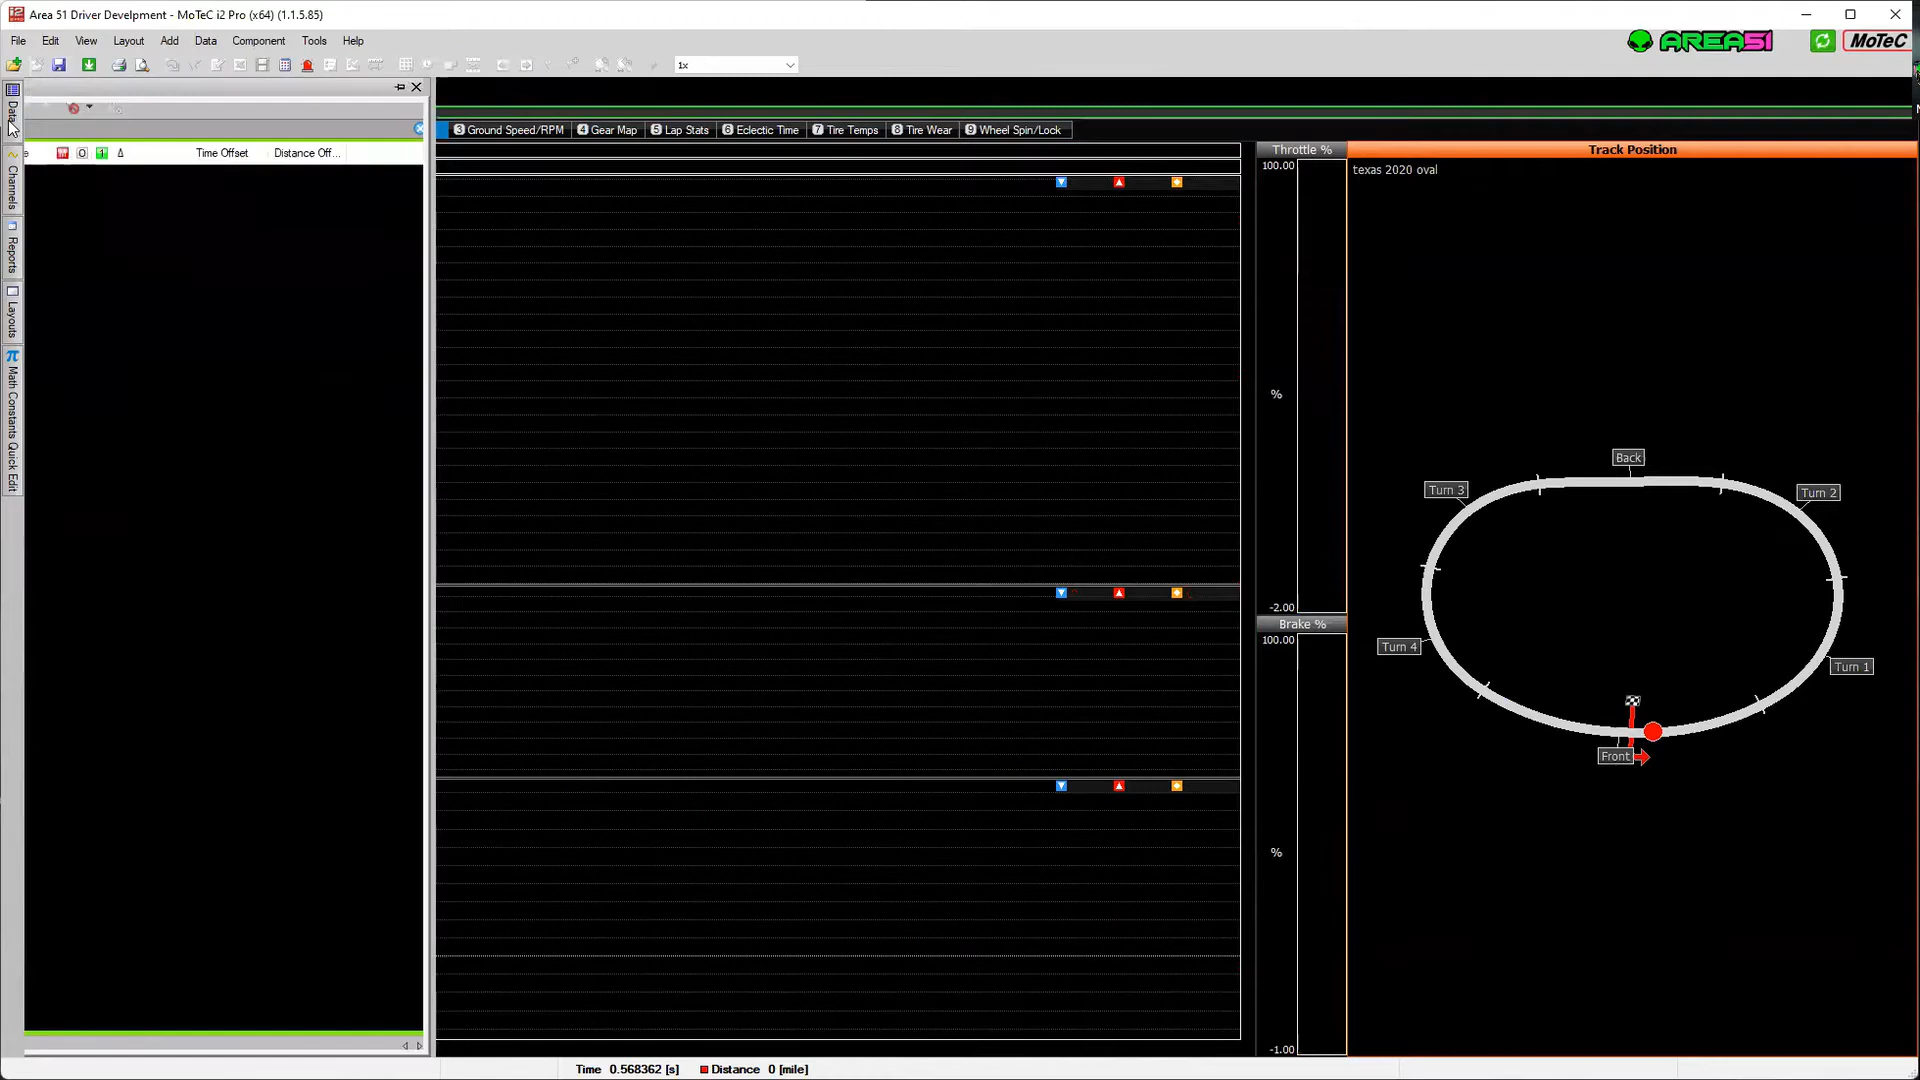 Area 51 Driver Develpment - MoTeC i2 Pro (x64) (1.1.5.85)
File Edit View Layout Add Data Component Tools Help
AREA51
MoTeC
1x
Data
Channels
Reports
Layouts
Math Constants Quick Edit
Time Offset Distance Off...
3 Ground Speed/RPM 4 Gear Map 5 Lap Stats 6 Eclectic Time 7 Tire Temps 8 Tire Wear 9 Wheel Spin/Lock
Throttle %
100.00
%
-2.00
Brake %
100.00
%
-1.00
Track Position
texas 2020 oval
Back
Turn 3
Turn 2
Turn 4
Turn 1
Front
Time 0.568362 [s] Distance 0 [mile]